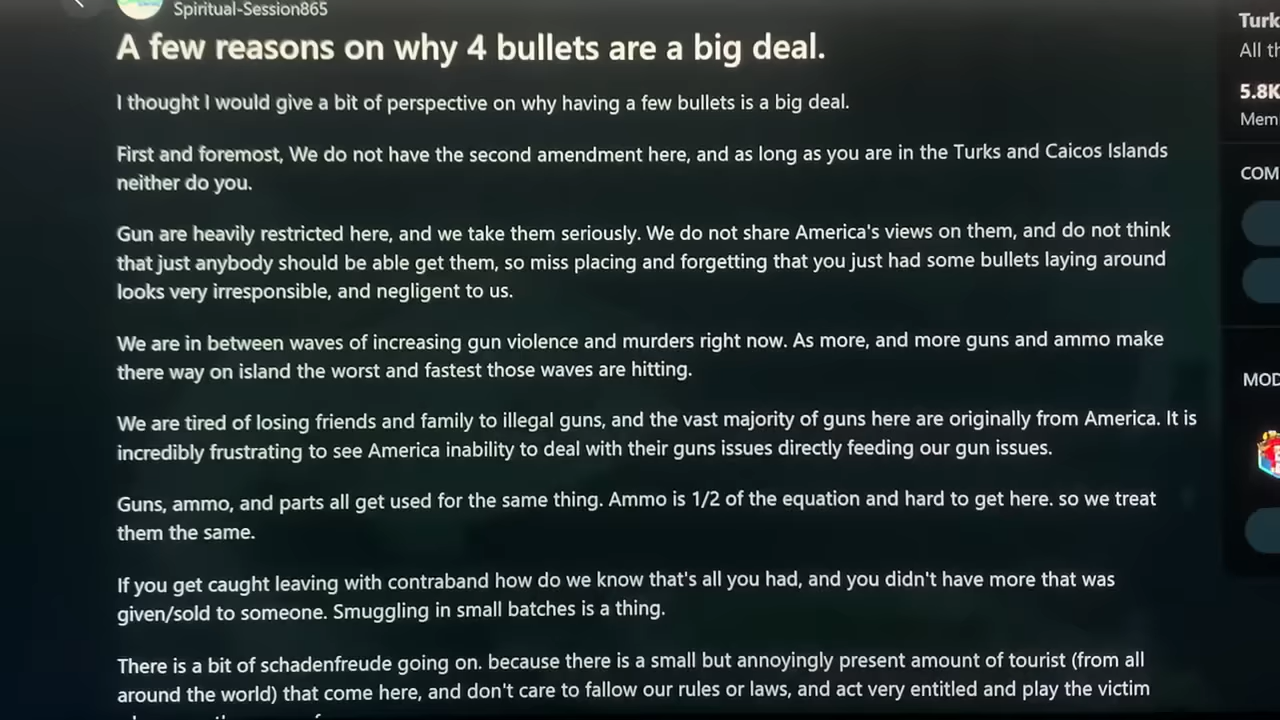 Spiritual-Session865
A few reasons on why 4 bullets are a big deal.
I thought I would give a bit of perspective on why having a few bullets is a big deal.
First and foremost, We do not have the second amendment here, and as long as you are in the Turks and Caicos Islands
neither do you.
Gun are heavily restricted here, and we take them seriously. We do not share America's views on them, and do not think
that just anybody should be able get them, so miss placing and forgetting that you just had some bullets laying around
looks very irresponsible, and negligent to us.
We are in between waves of increasing gun violence and murders right now. As more, and more guns and ammo make
there way on island the worst and fastest those waves are hitting.
We are tired of losing friends and family to illegal guns, and the vast majority of guns here are originally from America. It is
incredibly frustrating to see America inability to deal with their guns issues directly feeding our gun issues.
Guns, ammo, and parts all get used for the same thing. Ammo is 1/2 of the equation and hard to get here. so we treat
them the same.
If you get caught leaving with contraband how do we know that's all you had, and you didn't have more that was
given/sold to someone. Smuggling in small batches is a thing.
There is a bit of schadenfreude going on. because there is a small but annoyingly present amount of tourist (from all
around the world) that come here, and don't care to fallow our rules or laws, and act very entitled and play the victim
Turk
All th
5.8K
Mem
COM
MOD